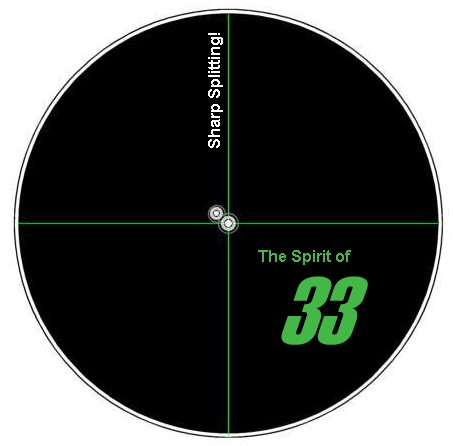 Sharp Splitting!
The Spirit of
33